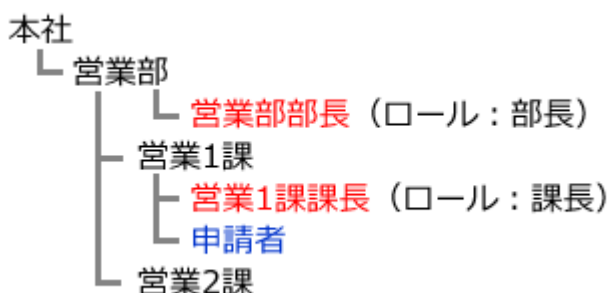 本社
営業部
営業部部長（ロール：部長）
営業1課
営業1課課長（ロール：課長）
申請者
営業2課